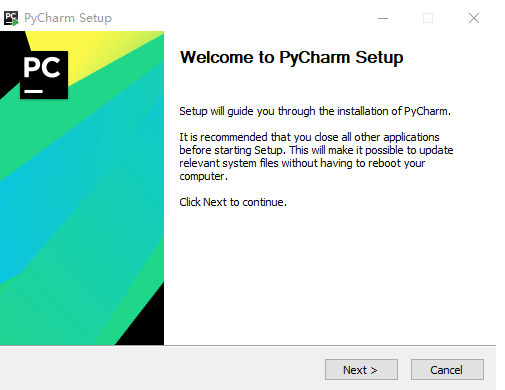 PyCharm Setup
PC
Welcome to PyCharm Setup
Setup will guide you through the installation of PyCharm.
It is recommended that you close all other applications
before starting Setup. This will make it possible to update
relevant system files without having to reboot your
computer.
Click Next to continue.
Next >
Cancel